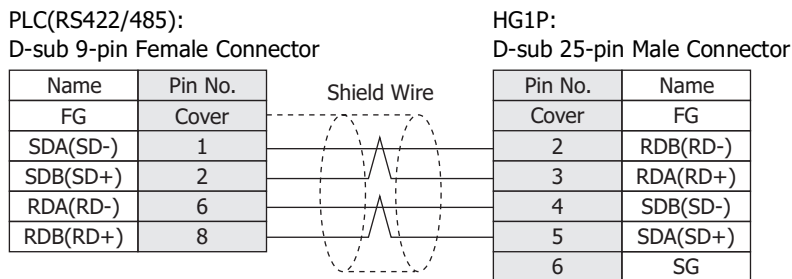 PLC(RS422/485):
D-sub 9-pin Female Connector
HG1P:
D-sub 25-pin Male Connector
Name Pin No. Shield Wire Pin No. Name
FG Cover Cover FG
SDA(SD-) 1 2 RDB(RD-)
SDB(SD+) 2 3 RDA(RD+)
RDA(RD-) 6 4 SDB(SD-)
RDB(RD+) 8 5 SDA(SD+)
6 SG